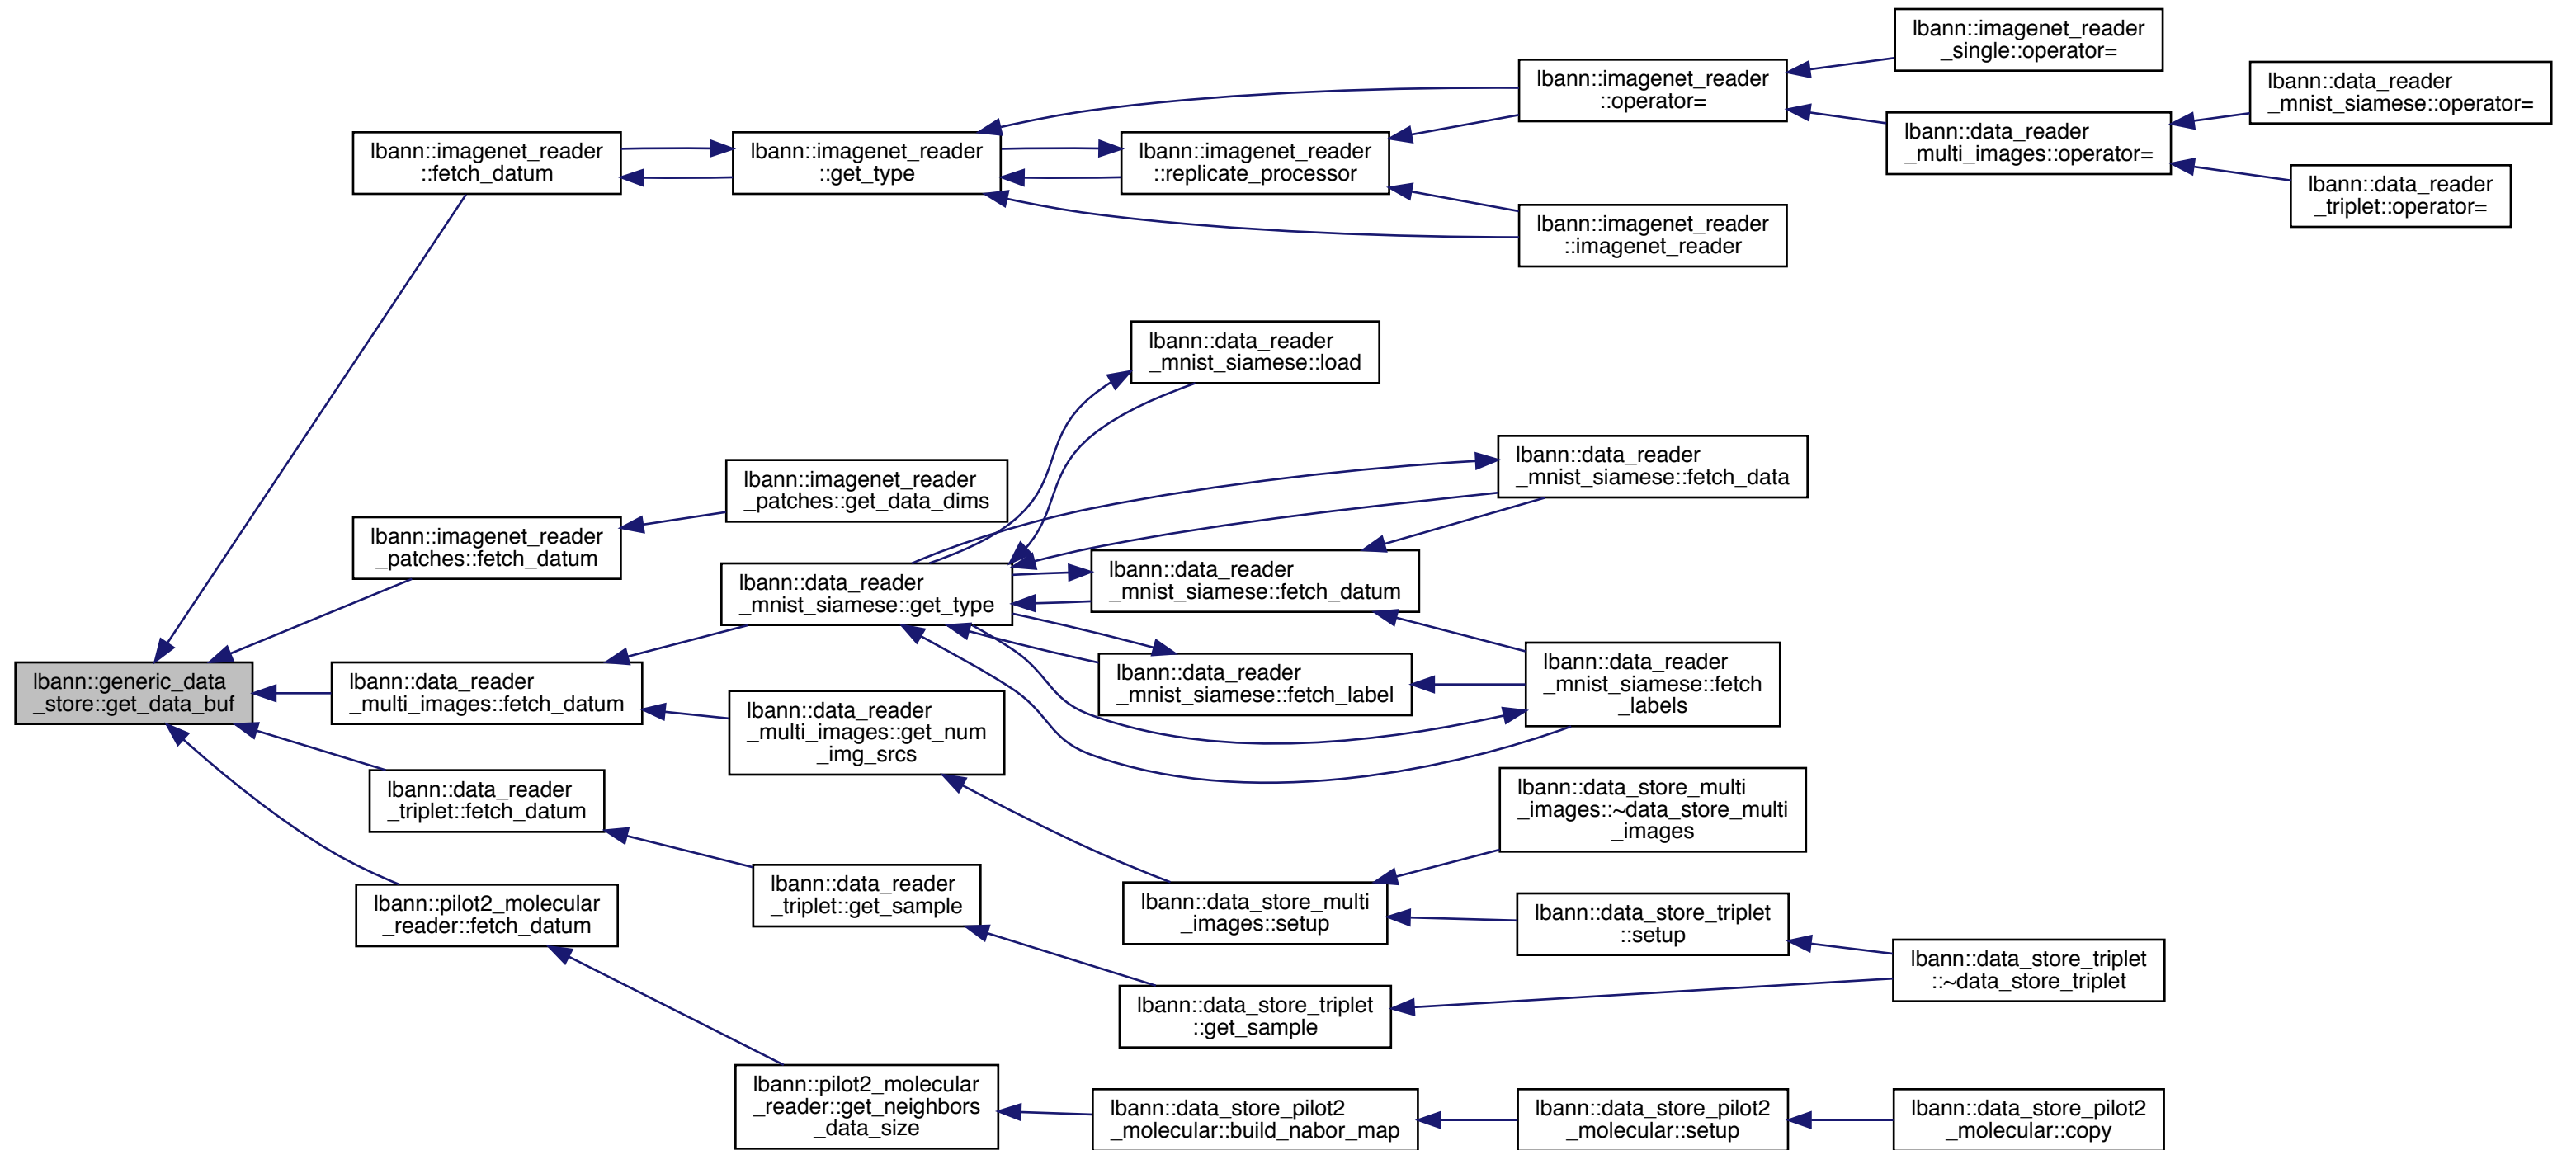 lbann::imagenet_reader
_single::operator=
lbann::imagenet_reader
::operator=
lbann::data_reader
_mnist_siamese::operator=
lbann::data_reader
_multi_images::operator=
lbann::imagenet_reader
::fetch_datum
lbann::imagenet_reader
::get_type
lbann::imagenet_reader
::replicate_processor
lbann::data_reader
_triplet::operator=
lbann::imagenet_reader
::imagenet_reader
lbann::data_reader
_mnist_siamese::load
lbann::data_reader
_mnist_siamese::fetch_data
lbann::imagenet_reader
_patches::get_data_dims
lbann::imagenet_reader
_patches::fetch_datum
lbann::data_reader
_mnist_siamese::get_type
lbann::data_reader
_mnist_siamese::fetch_datum
lbann::generic_data
_store::get_data_buf
lbann::data_reader
_multi_images::fetch_datum
lbann::data_reader
_mnist_siamese::fetch_label
lbann::data_reader
_mnist_siamese::fetch
_labels
lbann::data_reader
_multi_images::get_num
_img_srcs
lbann::data_reader
_triplet::fetch_datum
lbann::data_store_multi
_images::~data_store_multi
_images
lbann::data_reader
_triplet::get_sample
lbann::pilot2_molecular
_reader::fetch_datum
lbann::data_store_multi
_images::setup
lbann::data_store_triplet
::setup
lbann::data_store_triplet
::~data_store_triplet
lbann::data_store_triplet
::get_sample
lbann::pilot2_molecular
_reader::get_neighbors
_data_size
lbann::data_store_pilot2
_molecular::build_nabor_map
lbann::data_store_pilot2
_molecular::setup
lbann::data_store_pilot2
_molecular::copy